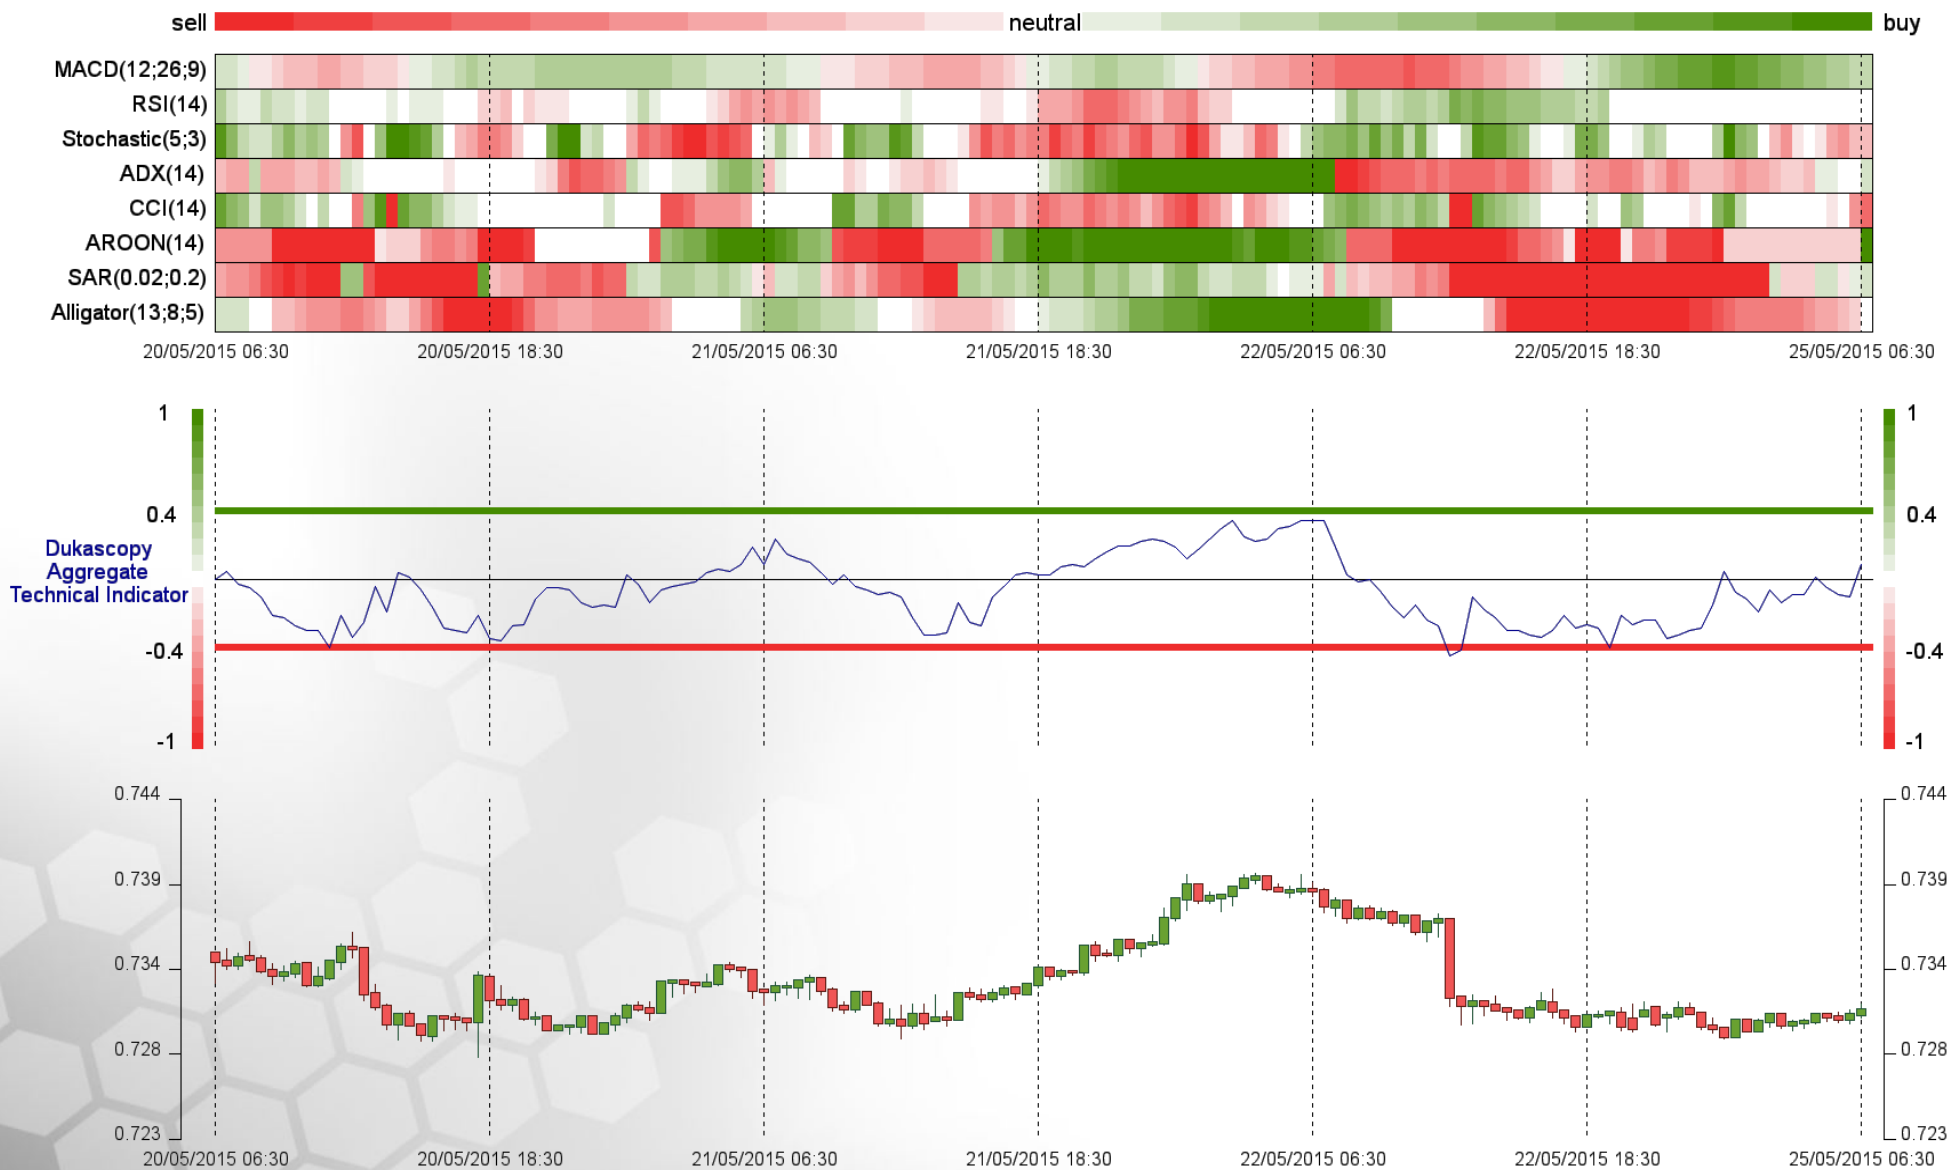 sell neutral buy
MACD(12;26;9)
RSI(14)
Stochastic(5;3)
ADX(14)
CCI(14)
AROON(14)
SAR(0.02;0.2)
Alligator(13;8;5)
20/05/2015 06:30 20/05/2015 18:30 21/05/2015 06:30 21/05/2015 18:30 22/05/2015 06:30 22/05/2015 18:30 25/05/2015 06:30
1 1
0.4 0.4
Dukascopy
Aggregate
Technical Indicator
-0.4 -0.4
-1 -1
0.744 0.744
0.739 0.739
0.734 0.734
0.728 0.728
0.723 0.723
20/05/2015 06:30 20/05/2015 18:30 21/05/2015 06:30 21/05/2015 18:30 22/05/2015 06:30 22/05/2015 18:30 25/05/2015 06:30